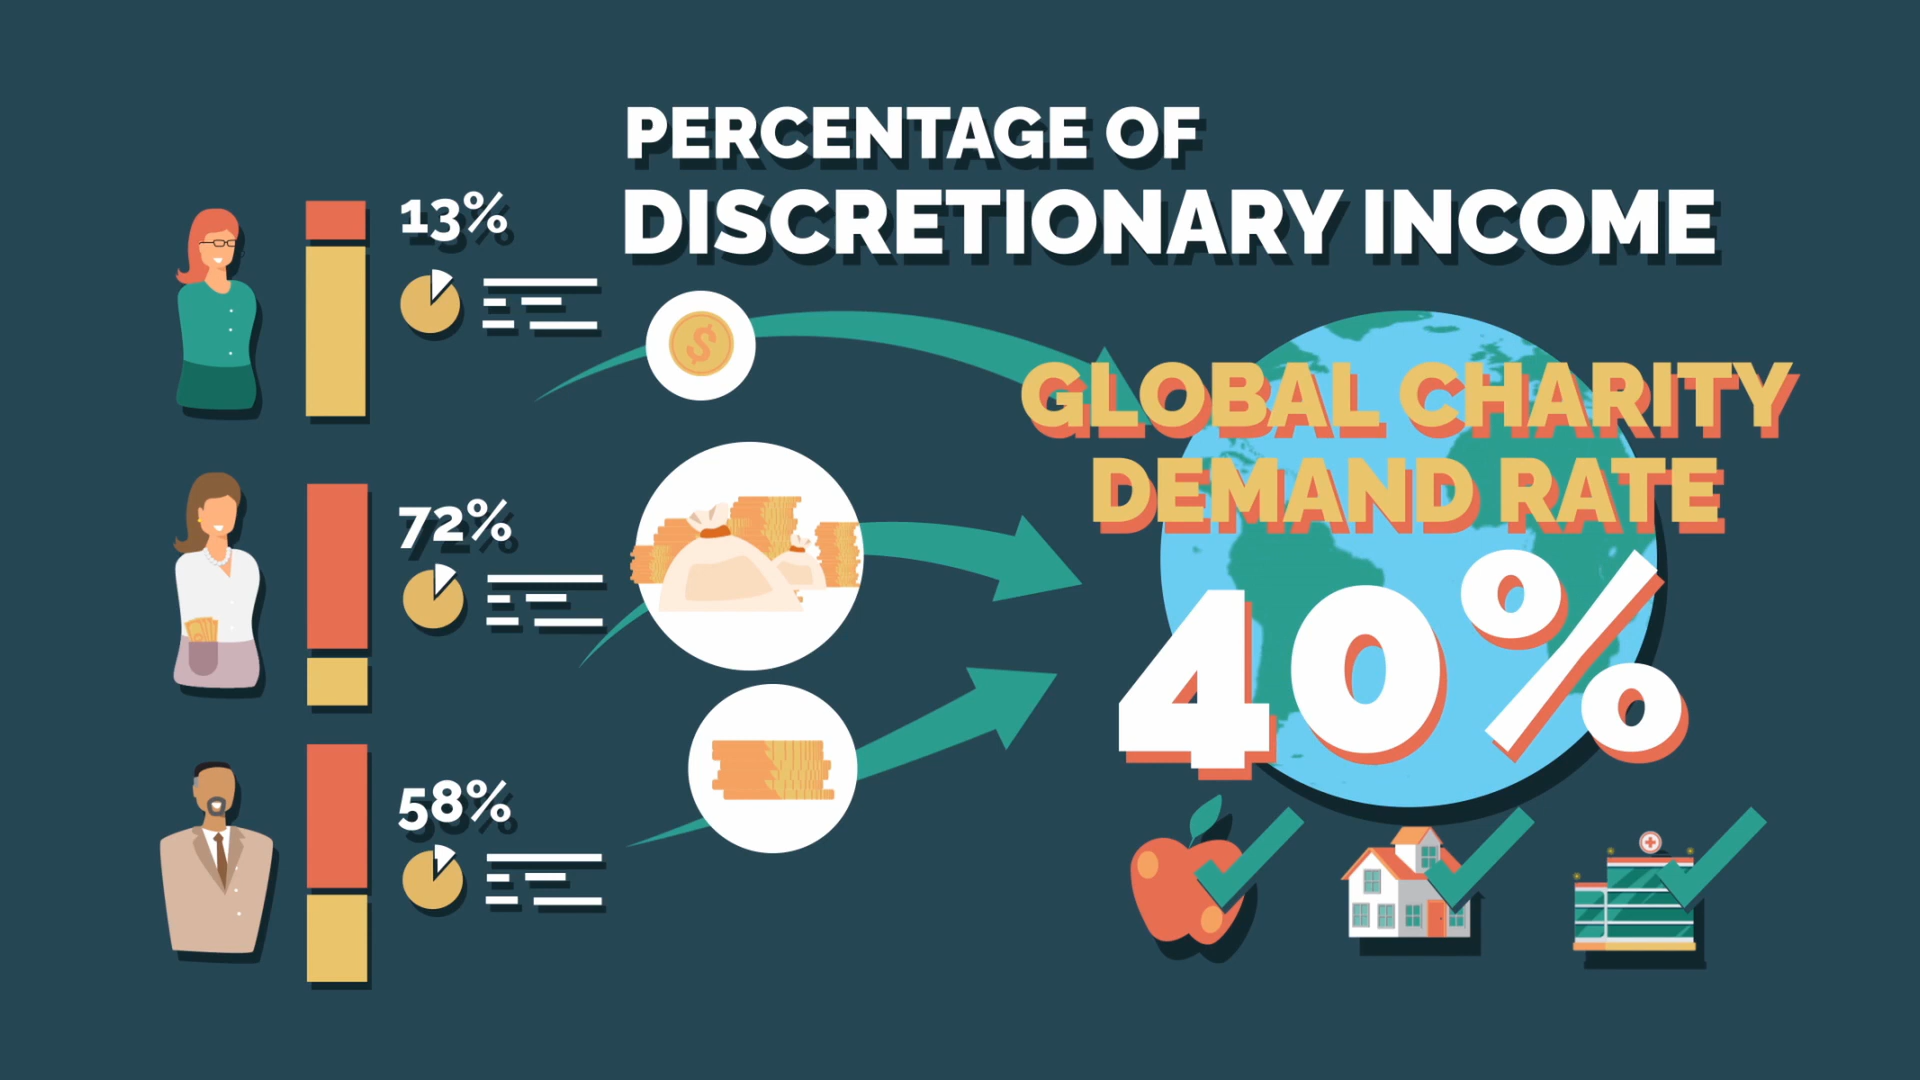 PERCENTAGE OF
DISCRETIONARY INCOME
13%
$
GLOBAL CHARITY
DEMAND RATE
40%
72%
58%